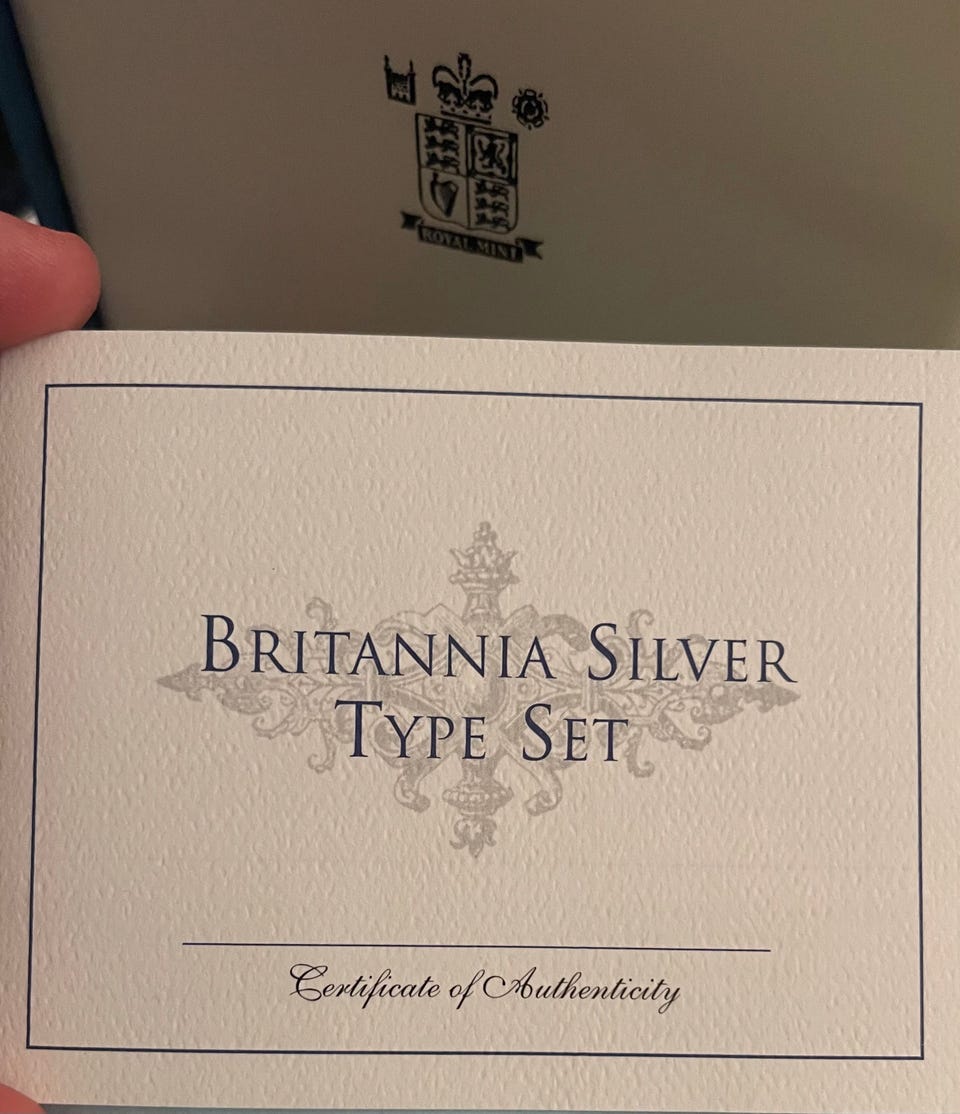 ROYAL MINT
BRITANNIA SILVER
TYPE SET
Certificate of Authenticity